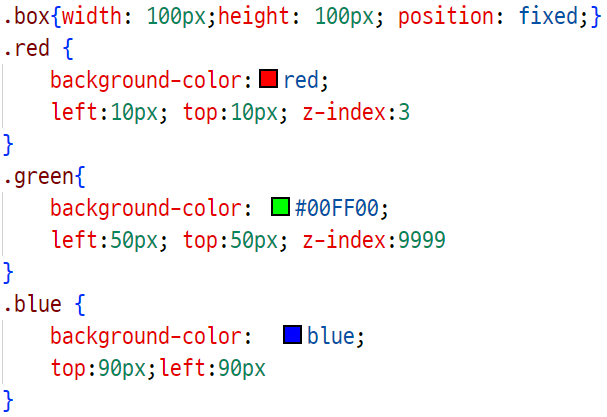 .box{width: 100px;height: 100px; position: fixed;}
.red {
background-color: red;
left:10px; top:10px; z-index:3
}
.green{
background-color: #00FF00;
left:50px; top:50px; z-index:9999
}
.blue {
background-color: blue;
top:90px;left:90px
}